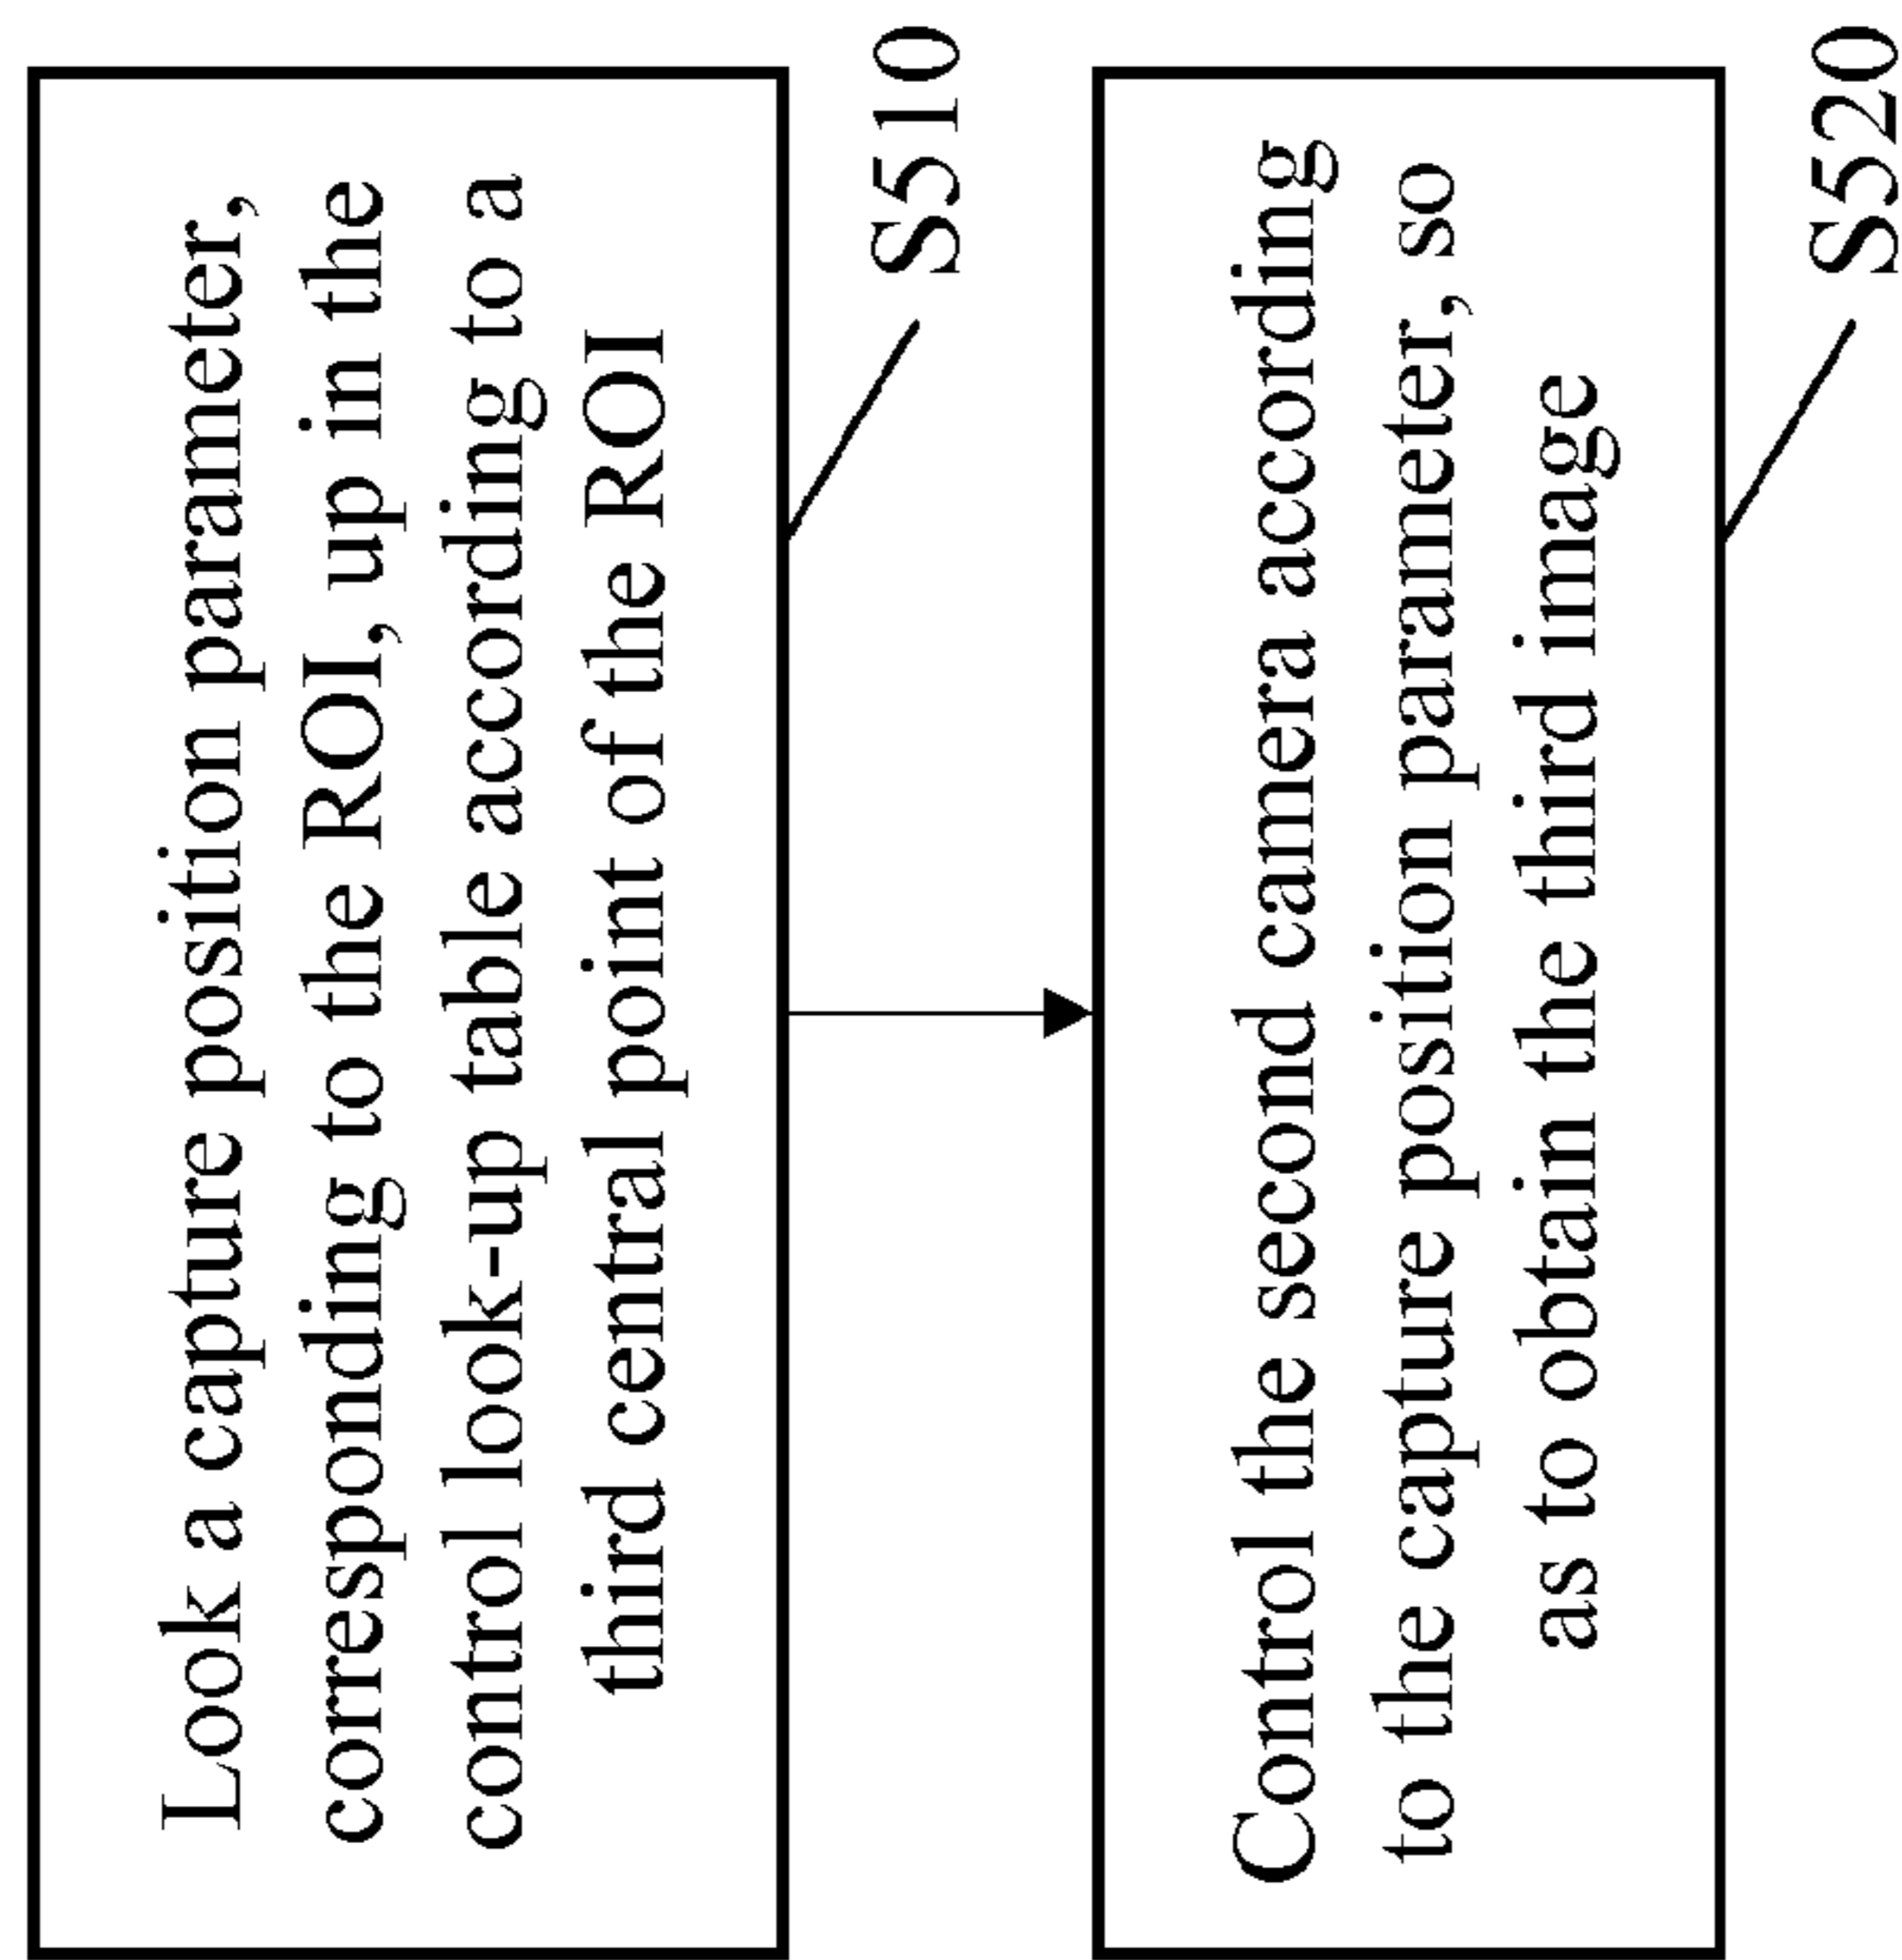 Look a capture position parameter,
corresponding to the ROI, up in the
control look-up table according to a
third central point of the ROI
S510
Control the second camera according
to the capture position parameter, so
as to obtain the third image
S520